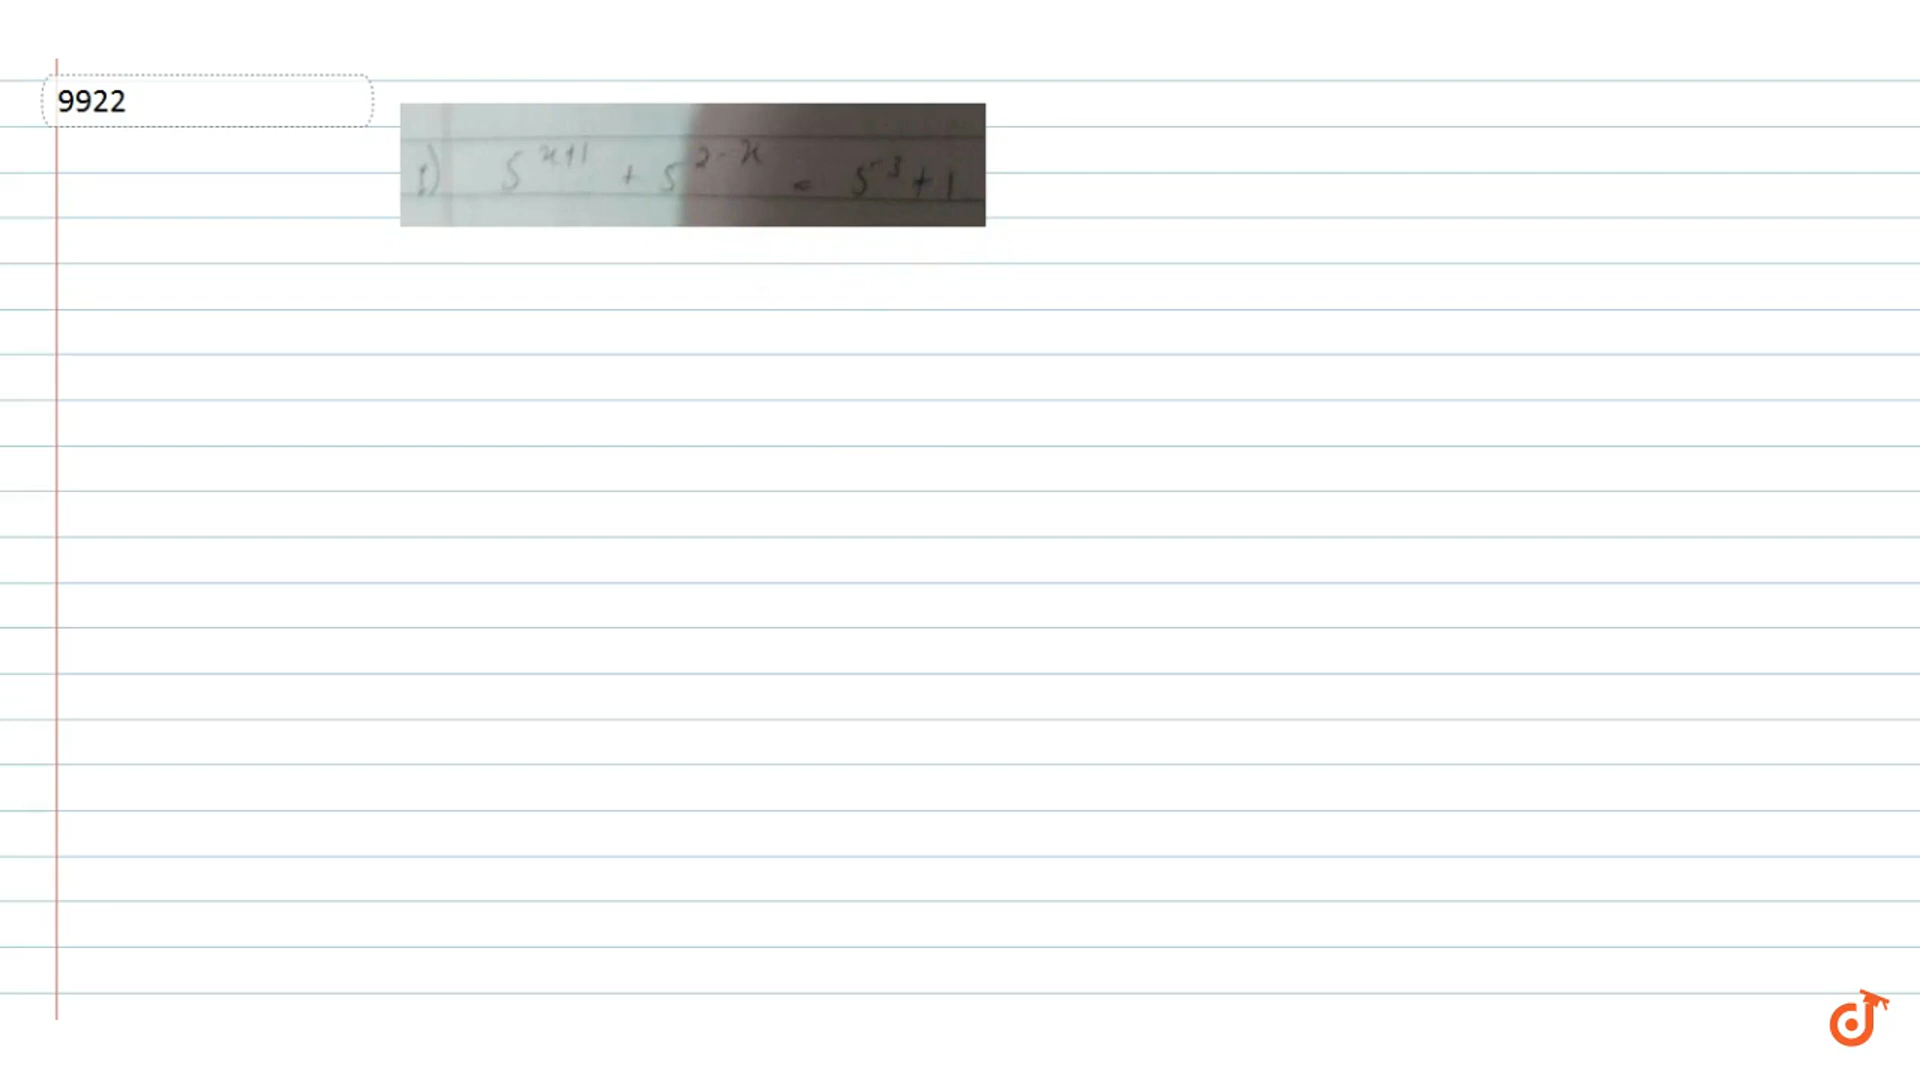 9922
1) 5^{x+1} + 5^{2-x} = 5^3 + 1